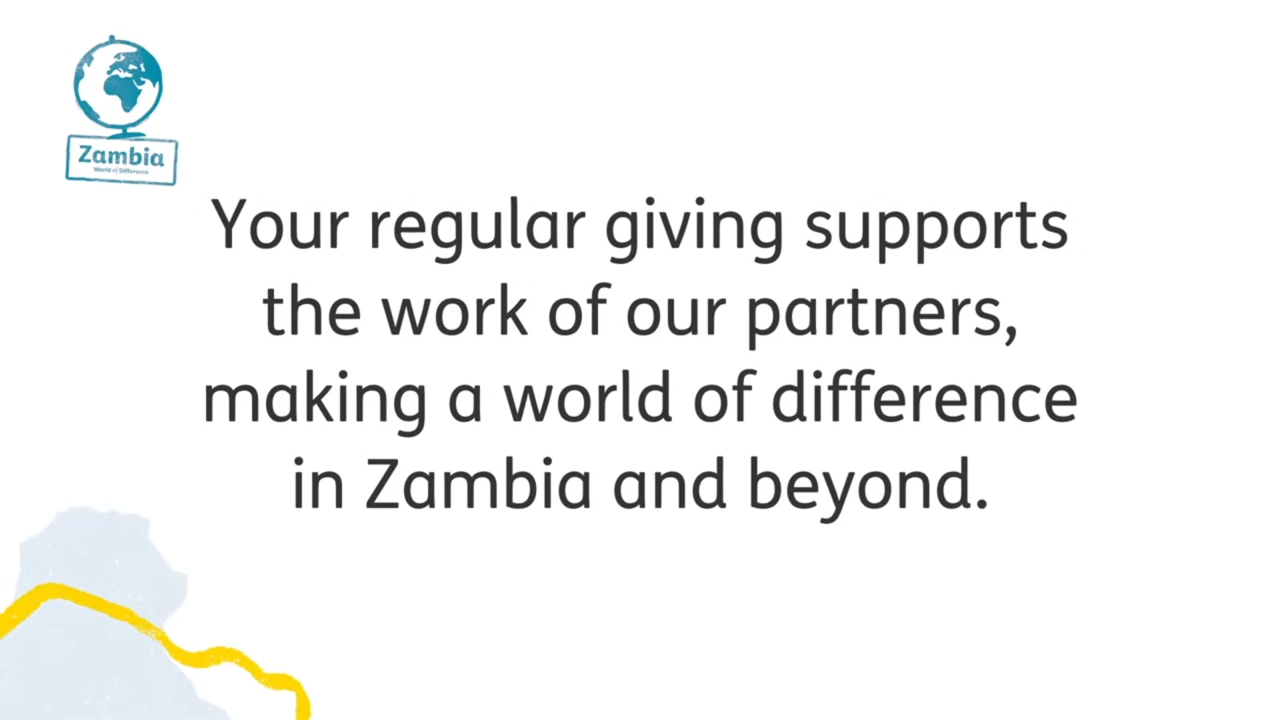 Zambia
World of Difference
Your regular giving supports
the work of our partners,
making a world of difference
in Zambia and beyond.